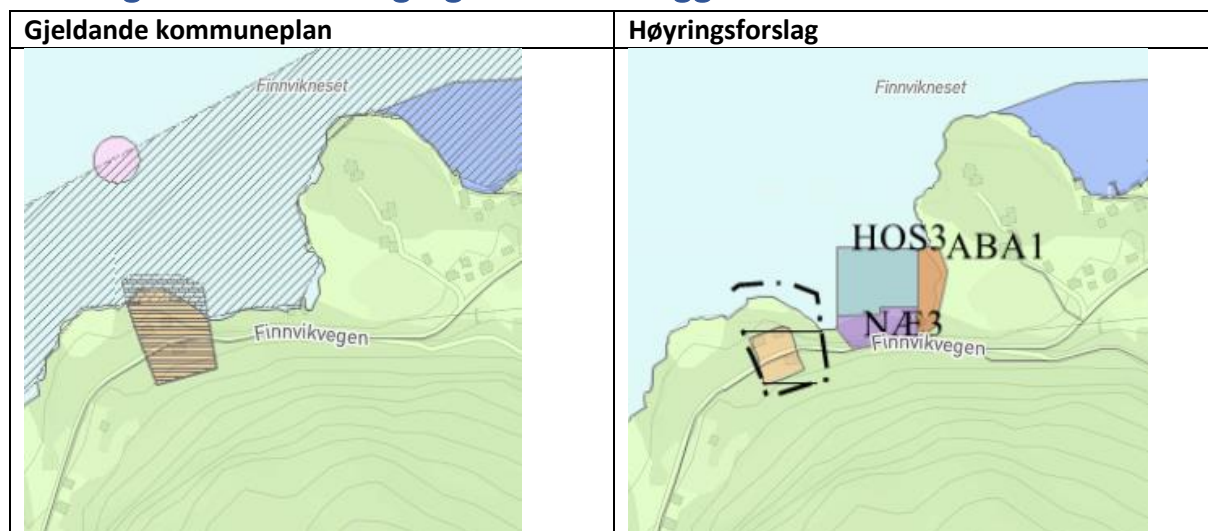 Gjeldande kommuneplan
Høyringsforslag
Finnvikneset
Finnvikvegen
Finnvikneset
HOS3
ABA1
NÆ3
Finnvikvegen